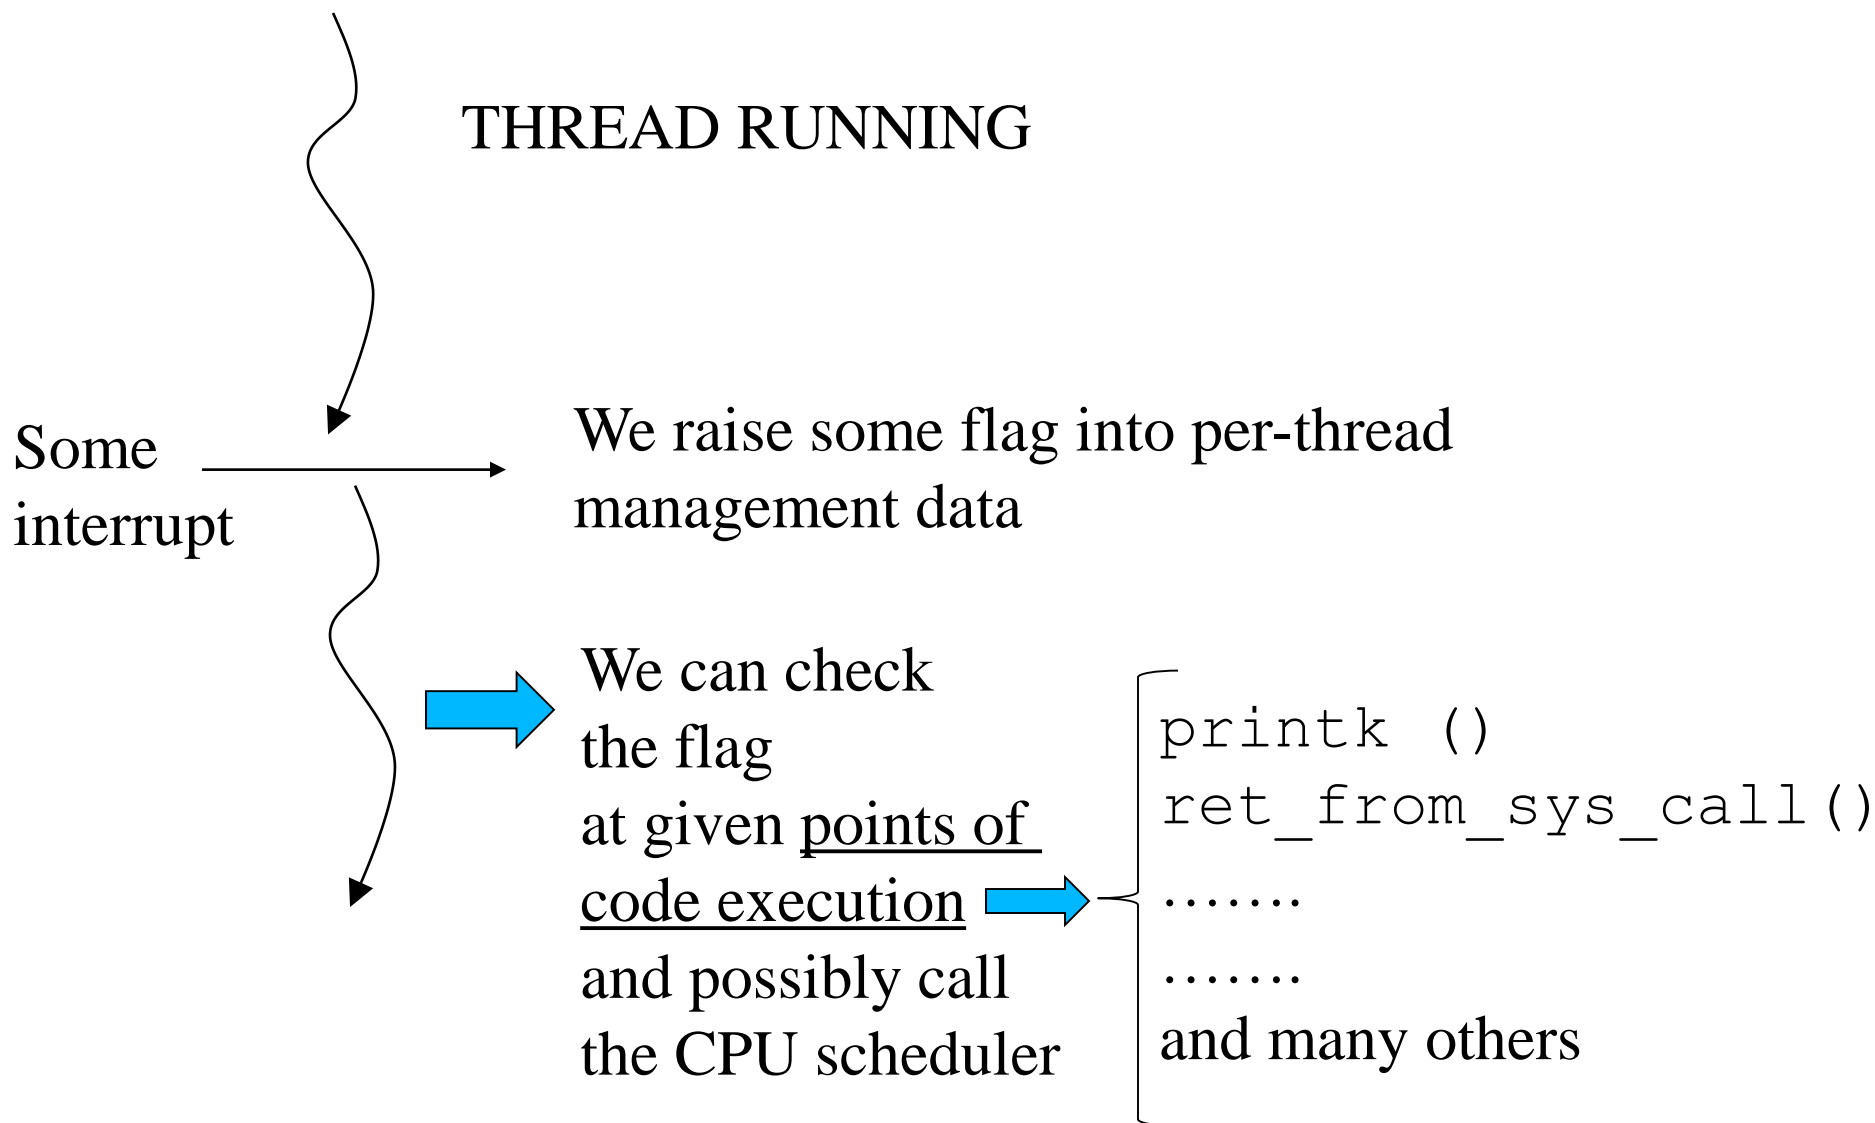 THREAD RUNNING
Some
interrupt
We raise some flag into per-thread
management data
We can check
the flag
at given points of
code execution
and possibly call
the CPU scheduler
printk ()
ret_from_sys_call()
…….
…….
and many others